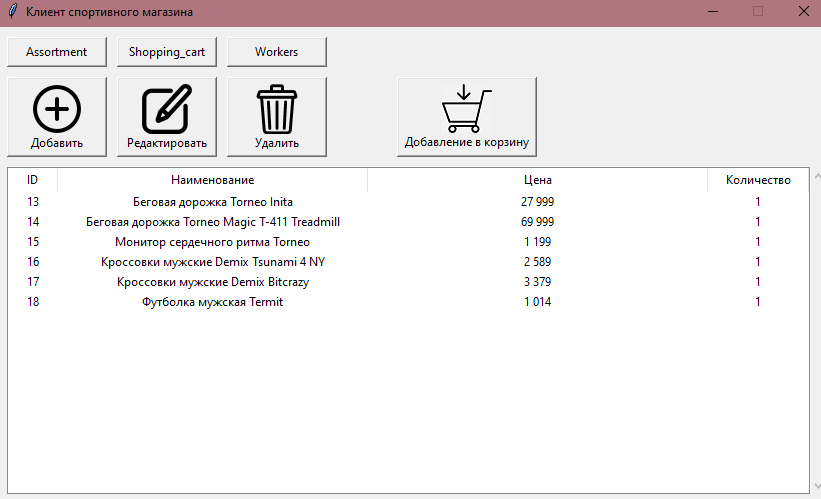 Клиент спортивного магазина
Assortment Shopping_cart Workers
Добавить Редактировать Удалить Добавление в корзину
ID Наименование Цена Количество
13 Беговая дорожка Torneo Inita 27 999 1
14 Беговая дорожка Torneo Magic T-411 Treadmill 69 999 1
15 Монитор сердечного ритма Torneo 1 199 1
16 Кроссовки мужские Demix Tsunami 4 NY 2 589 1
17 Кроссовки мужские Demix Bitcrazy 3 379 1
18 Футболка мужская Termit 1 014 1